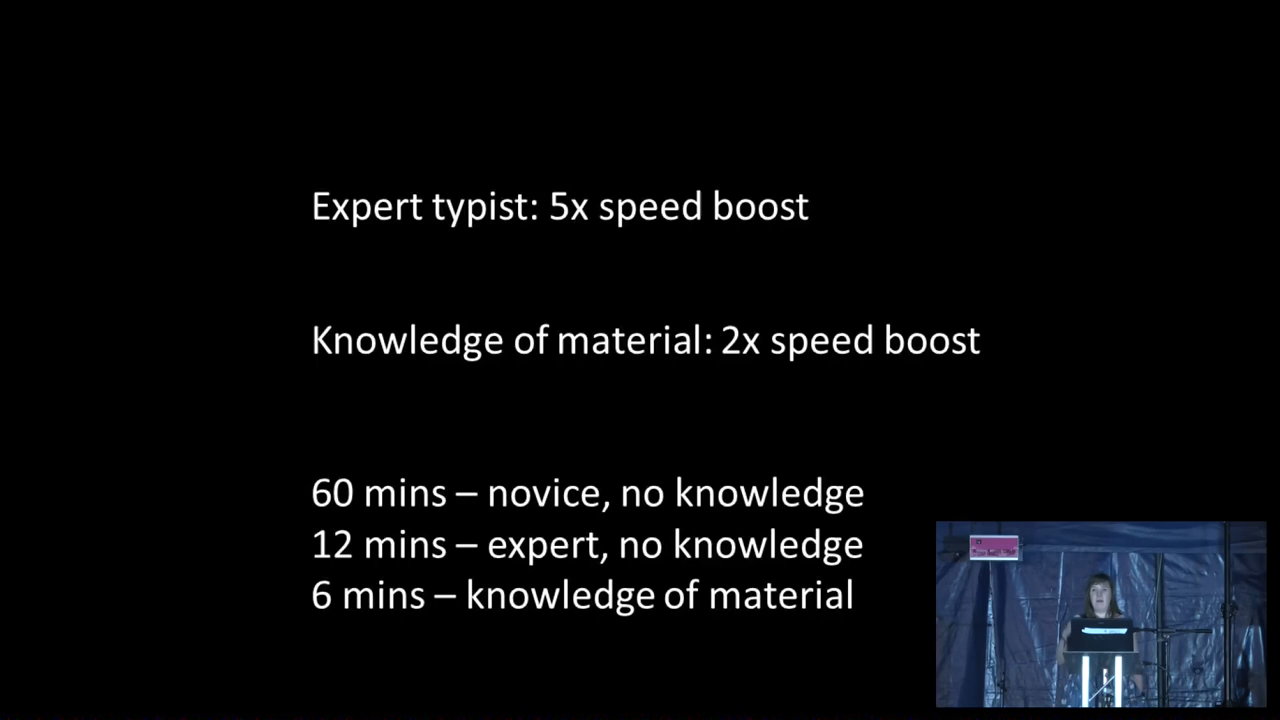 Expert typist: 5x speed boost
Knowledge of material: 2x speed boost
60 mins – novice, no knowledge
12 mins – expert, no knowledge
6 mins – knowledge of material